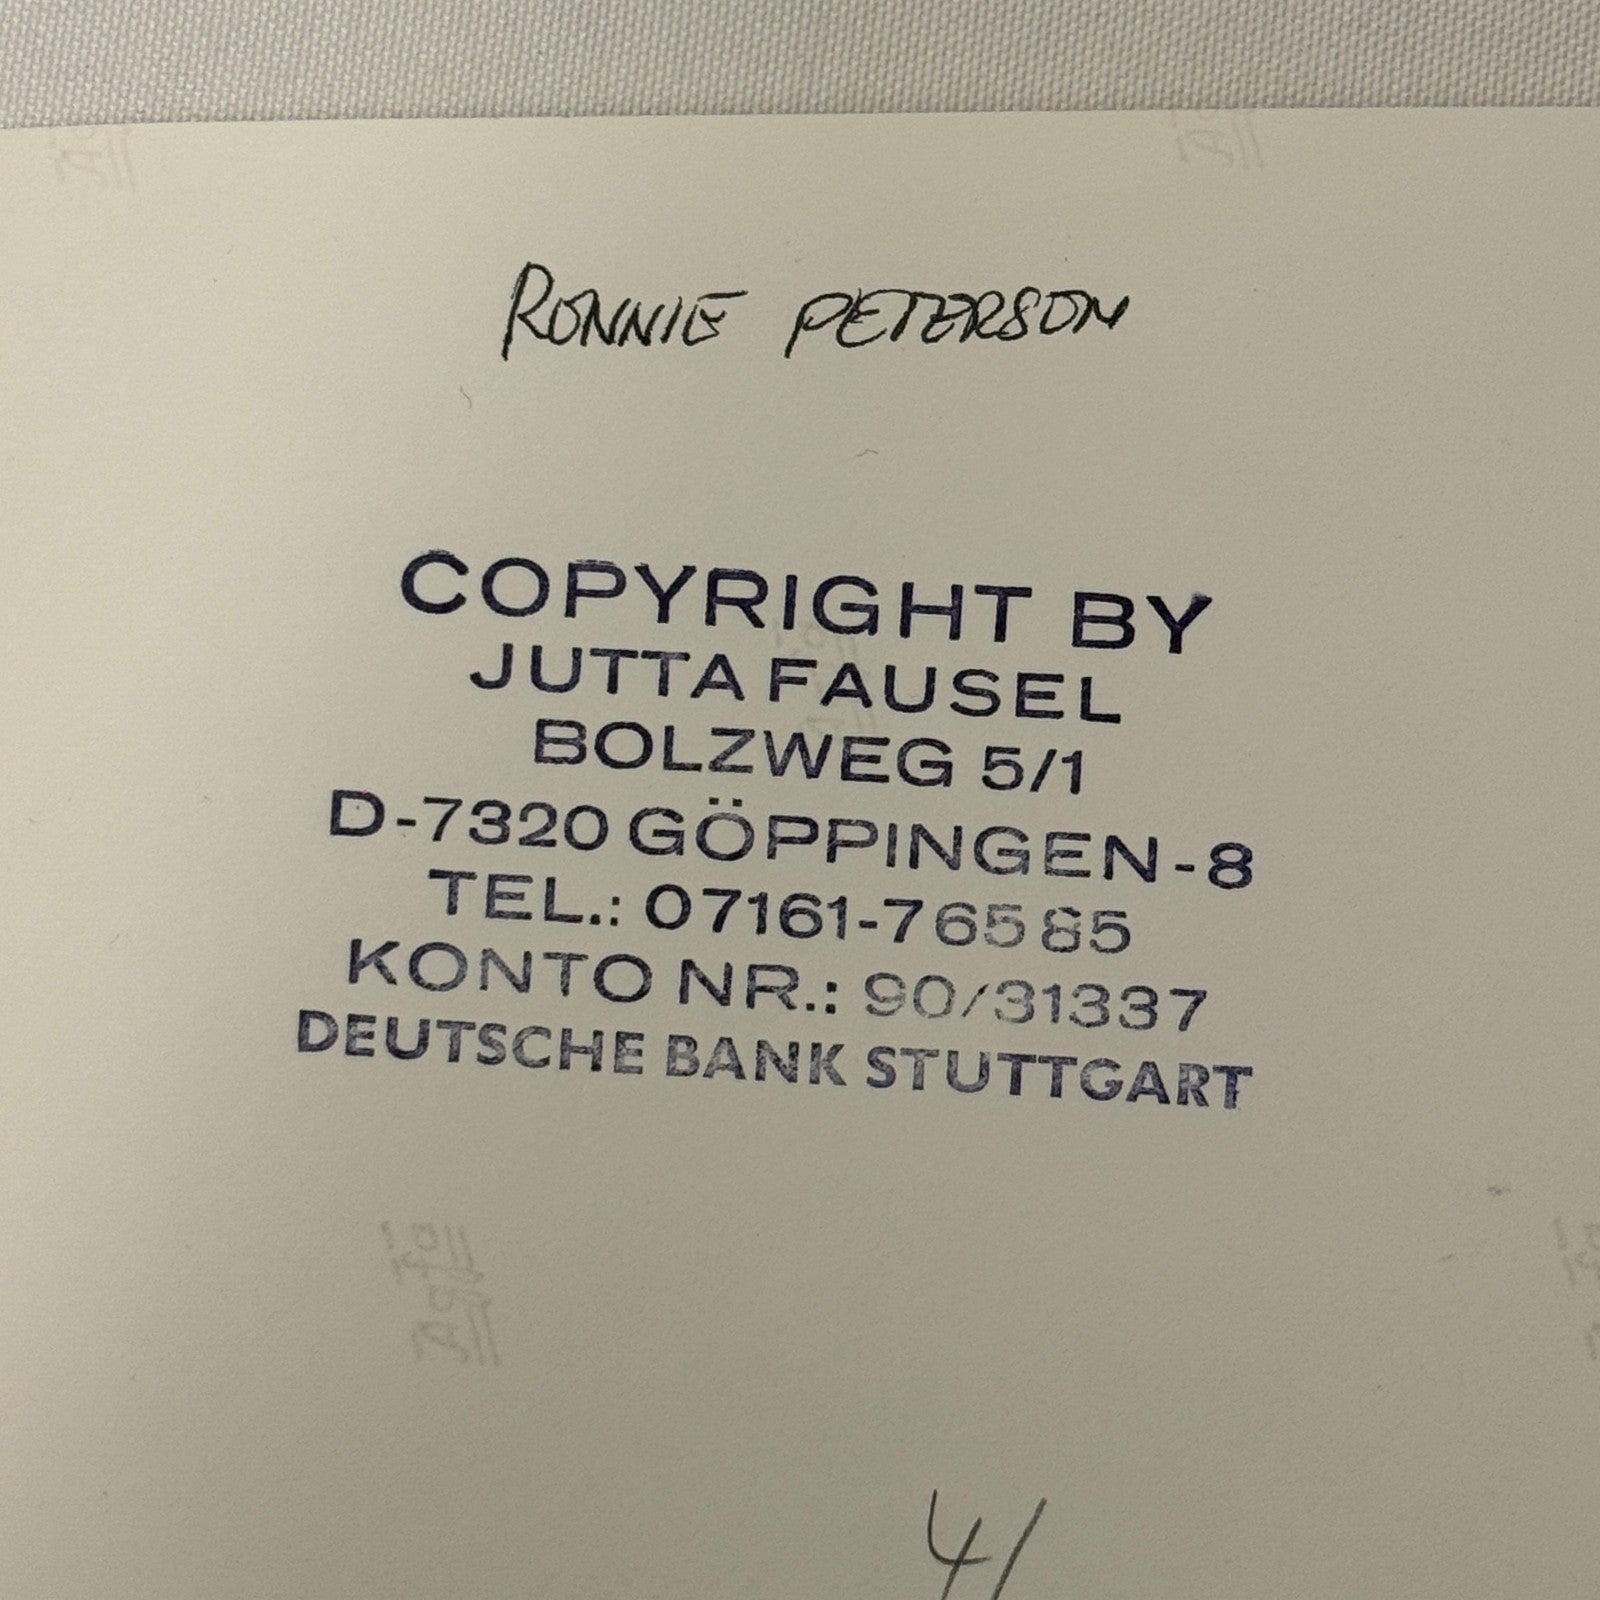 RONNIE PETERSON
COPYRIGHT BY
JUTTA FAUSEL
BOLZWEG 5/1
D-7320 GÖPPINGEN-8
TEL.: 07161-76585
KONTO NR.: 90/31337
DEUTSCHE BANK STUTTGART
41